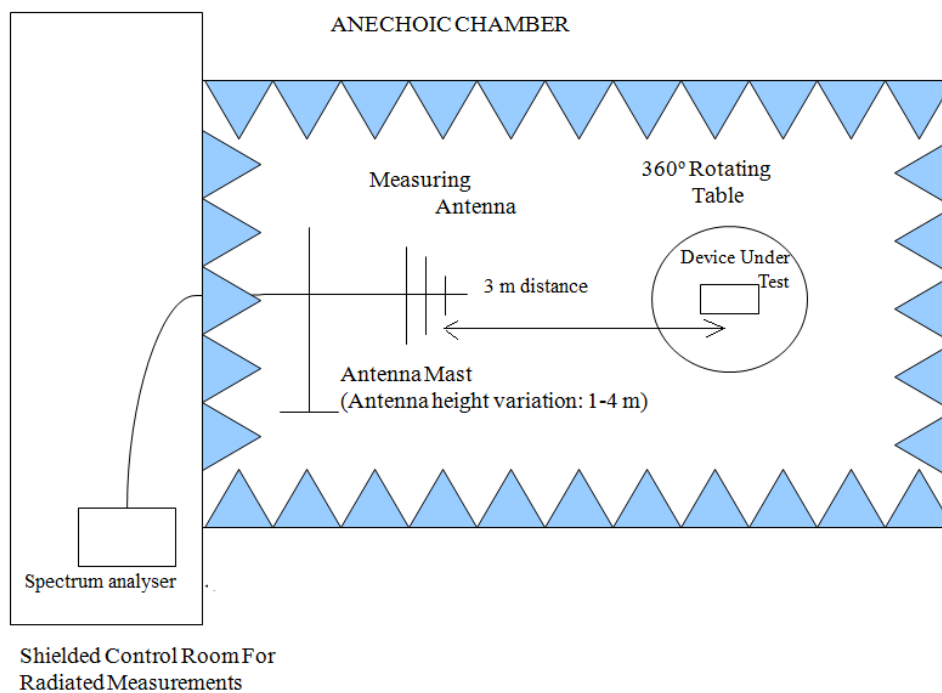 ANECHOIC CHAMBER
Measuring
Antenna
360º Rotating
Table
Device Under
Test
3 m distance
Antenna Mast
(Antenna height variation: 1-4 m)
Spectrum analyser
Shielded Control Room For
Radiated Measurements